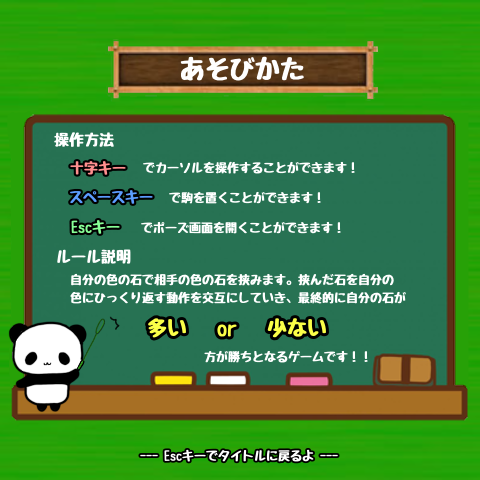 あそびかた
操作方法
十字キー でカーソルを操作することができます！
スペースキー で駒を置くことができます！
Escキー でポーズ画面を開くことができます！
ルール説明
自分の色の石で相手の色の石を挟みます。挟んだ石を自分の
色にひっくり返す動作を交互にしていき、最終的に自分の石が
多い or 少ない
方が勝ちとなるゲームです！！
--- Escキーでタイトルに戻るよ ---